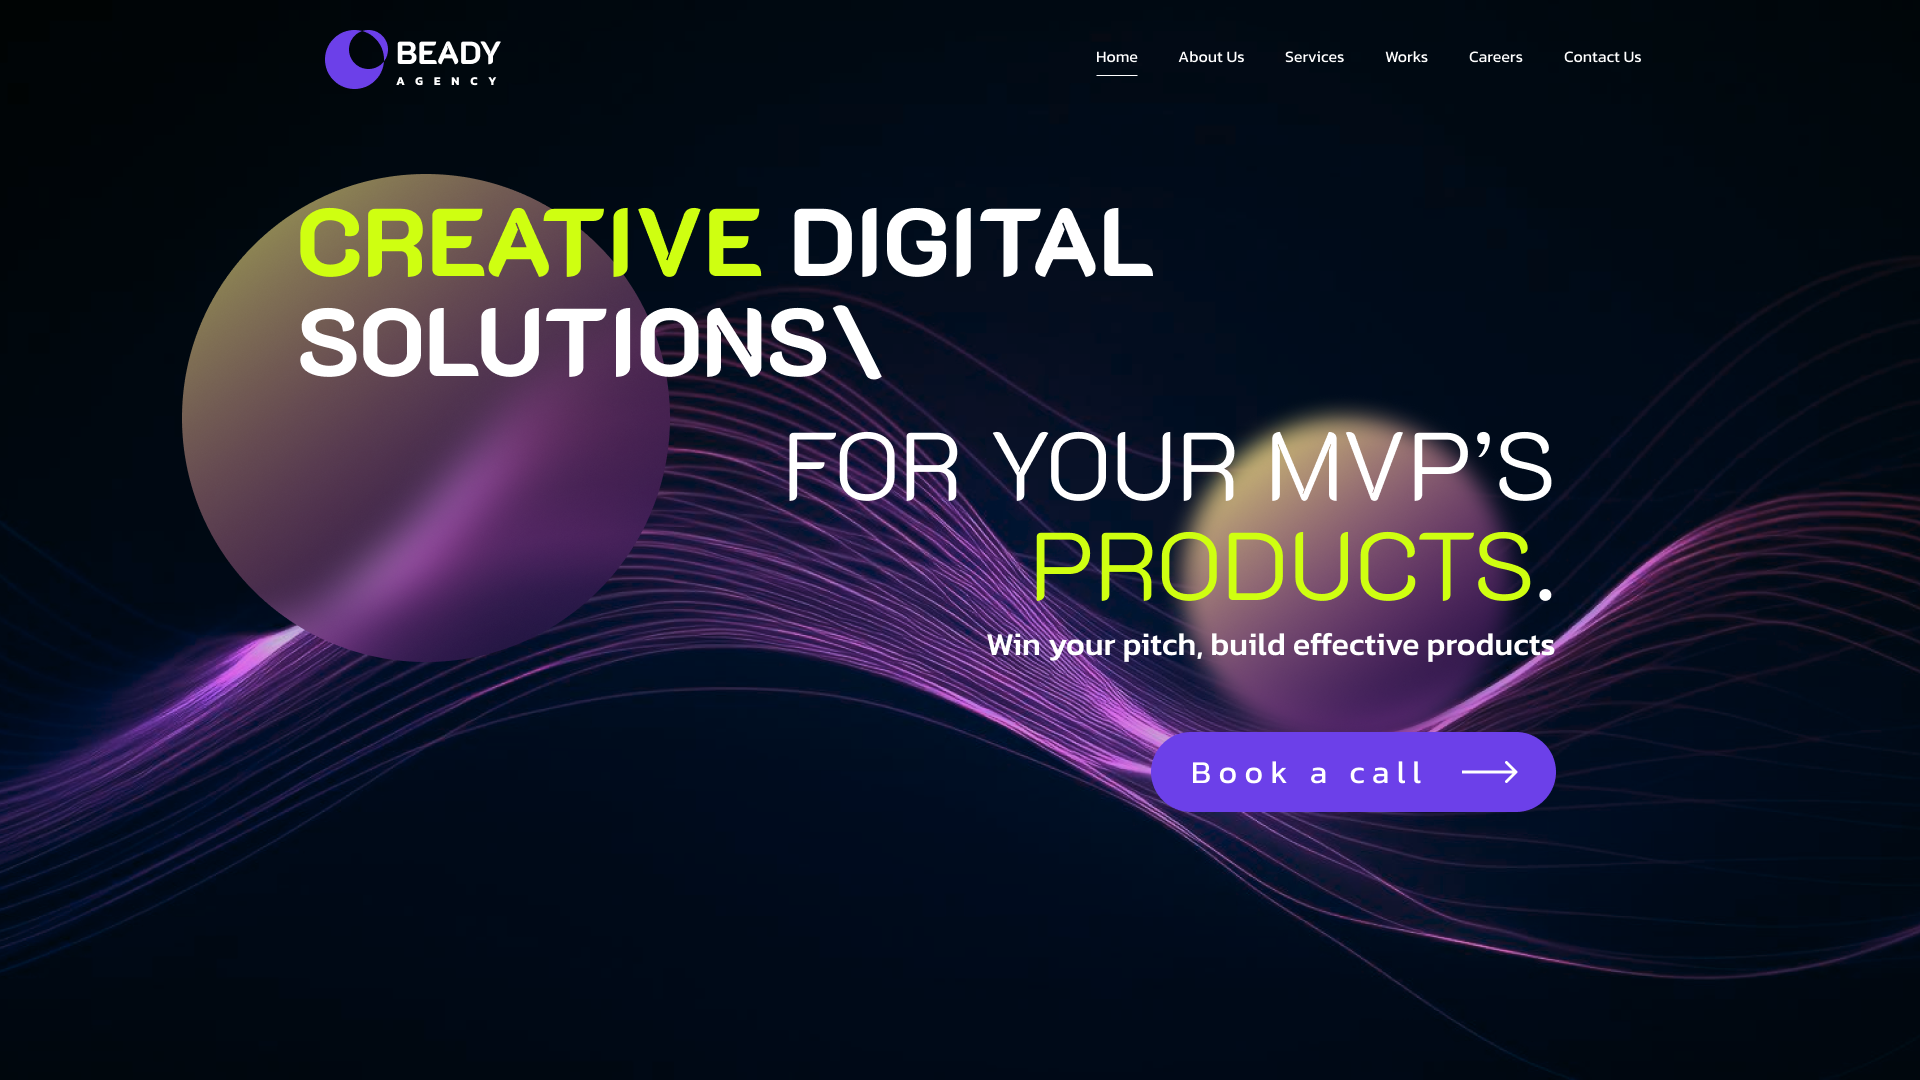 BEADY
AGENCY
Home
About Us
Services
Works
Careers
Contact Us
CREATIVE DIGITAL
SOLUTIONS\
FOR YOUR MVP’S
PRODUCTS.
Win your pitch, build effective products
Book a call